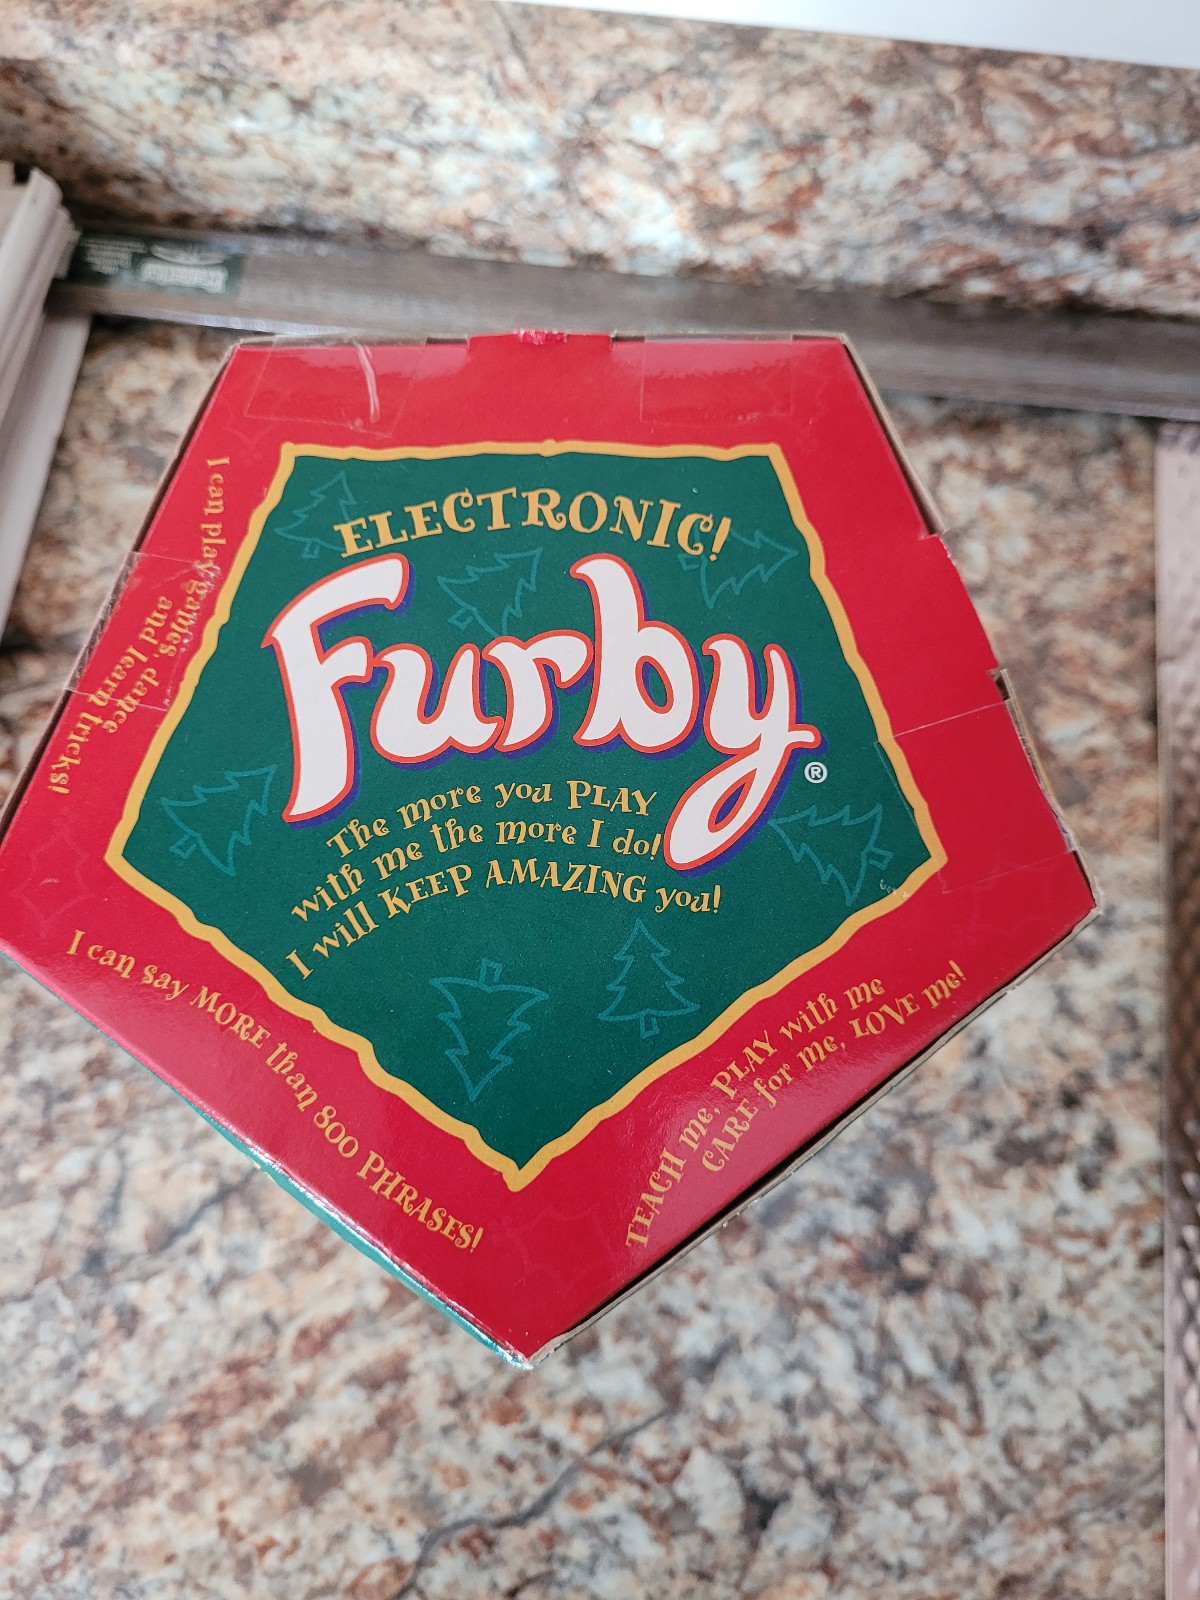 ELECTRONIC!
Furby®
The more you PLAY
with me the more I do!
I will KEEP AMAZING you!
I can play games, dance
and learn tricks!
I can say MORE than 800 PHRASES!
TEACH me, PLAY with me
CARE for me, LOVE me!